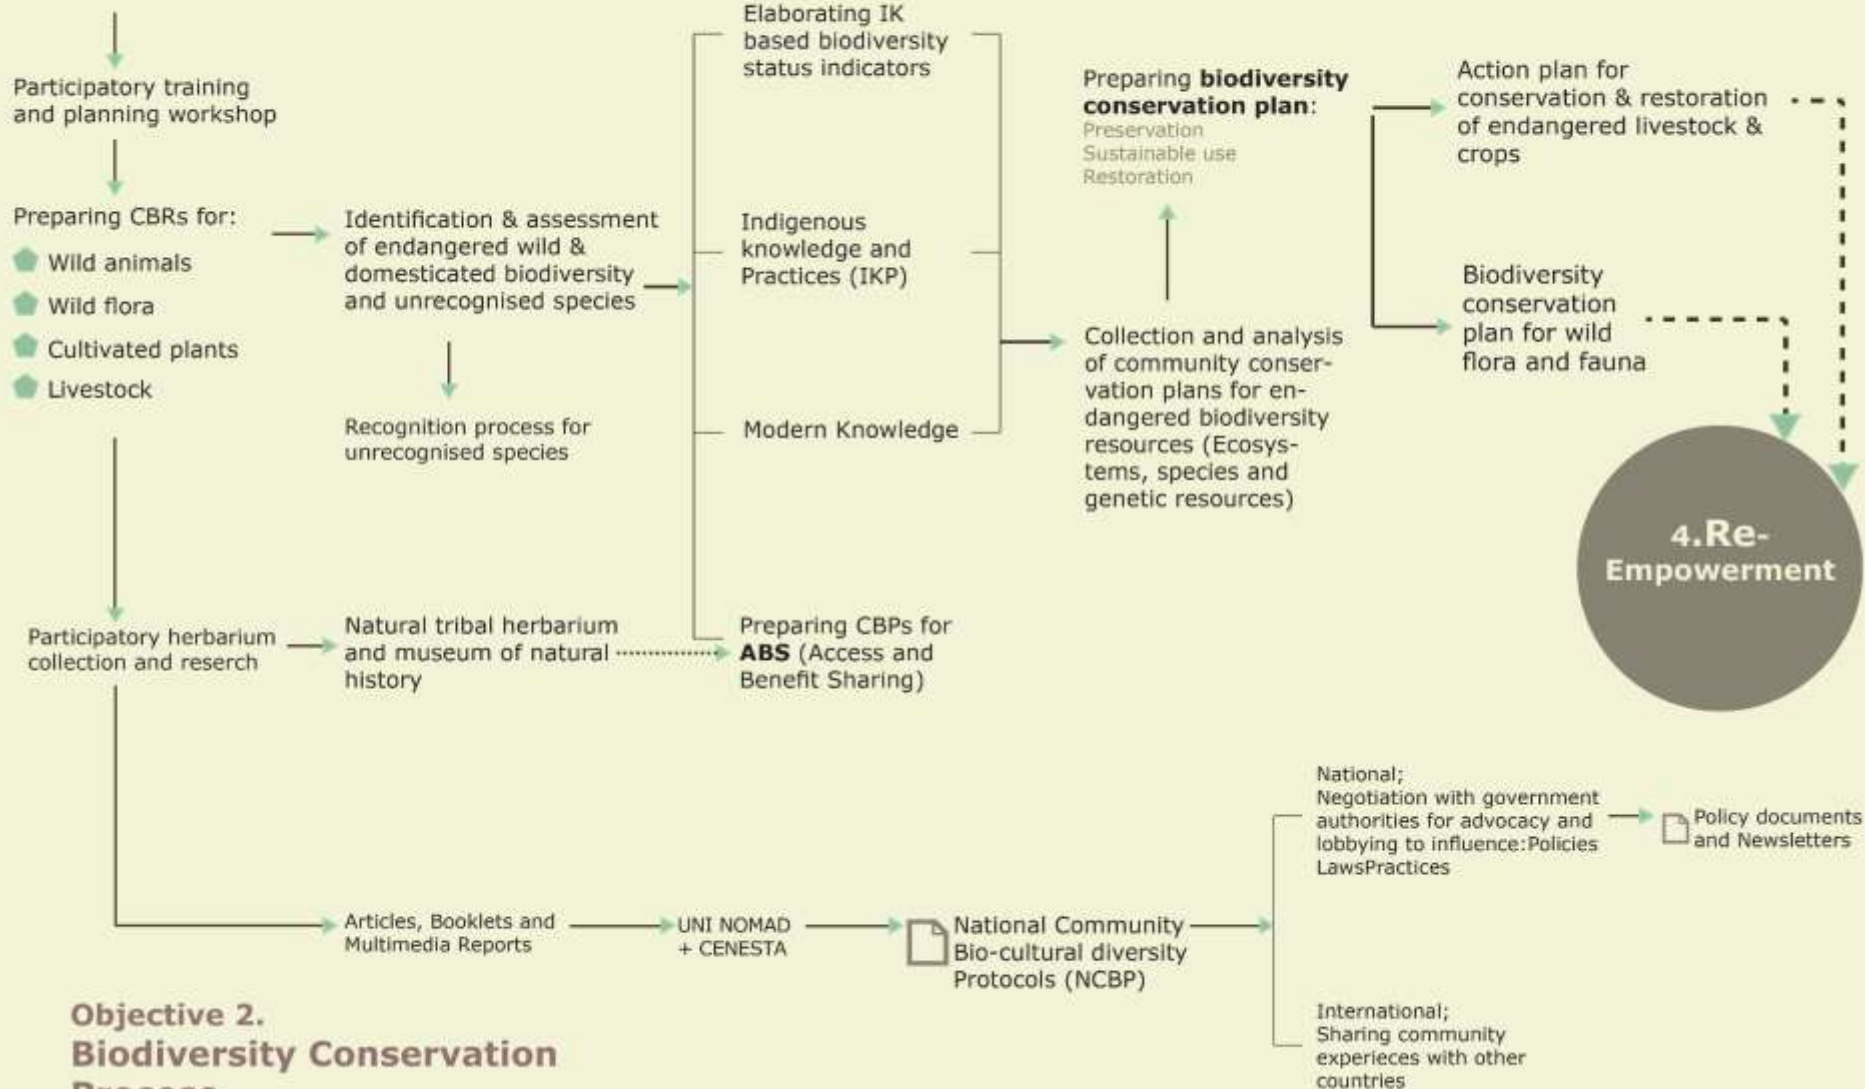 Participatory training
and planning workshop
Preparing CBRs for:
Wild animals
Wild flora
Cultivated plants
Livestock
Identification & assessment
of endangered wild &
domesticated biodiversity
and unrecognised species
Recognition process for
unrecognised species
Elaborating IK
based biodiversity
status indicators
Indigenous
knowledge and
Practices (IKP)
Modern Knowledge
Preparing biodiversity
conservation plan:
Preservation
Sustainable use
Restoration
Collection and analysis
of community conser-
vation plans for en-
dangered biodiversity
resources (Ecosys-
tems, species and
genetic resources)
Action plan for
conservation & restoration
of endangered livestock &
crops
Biodiversity
conservation
plan for wild
flora and fauna
4.Re-
Empowerment
Participatory herbarium
collection and reserch
Natural tribal herbarium
and museum of natural
history
Preparing CBPs for
ABS (Access and
Benefit Sharing)
Articles, Booklets and
Multimedia Reports
UNI NOMAD
+ CENESTA
National Community
Bio-cultural diversity
Protocols (NCBP)
National;
Negotiation with government
authorities for advocacy and
lobbying to influence:Policies
LawsPractices
Policy documents
and Newsletters
International;
Sharing community
experieces with other
countries
Objective 2.
Biodiversity Conservation
Process